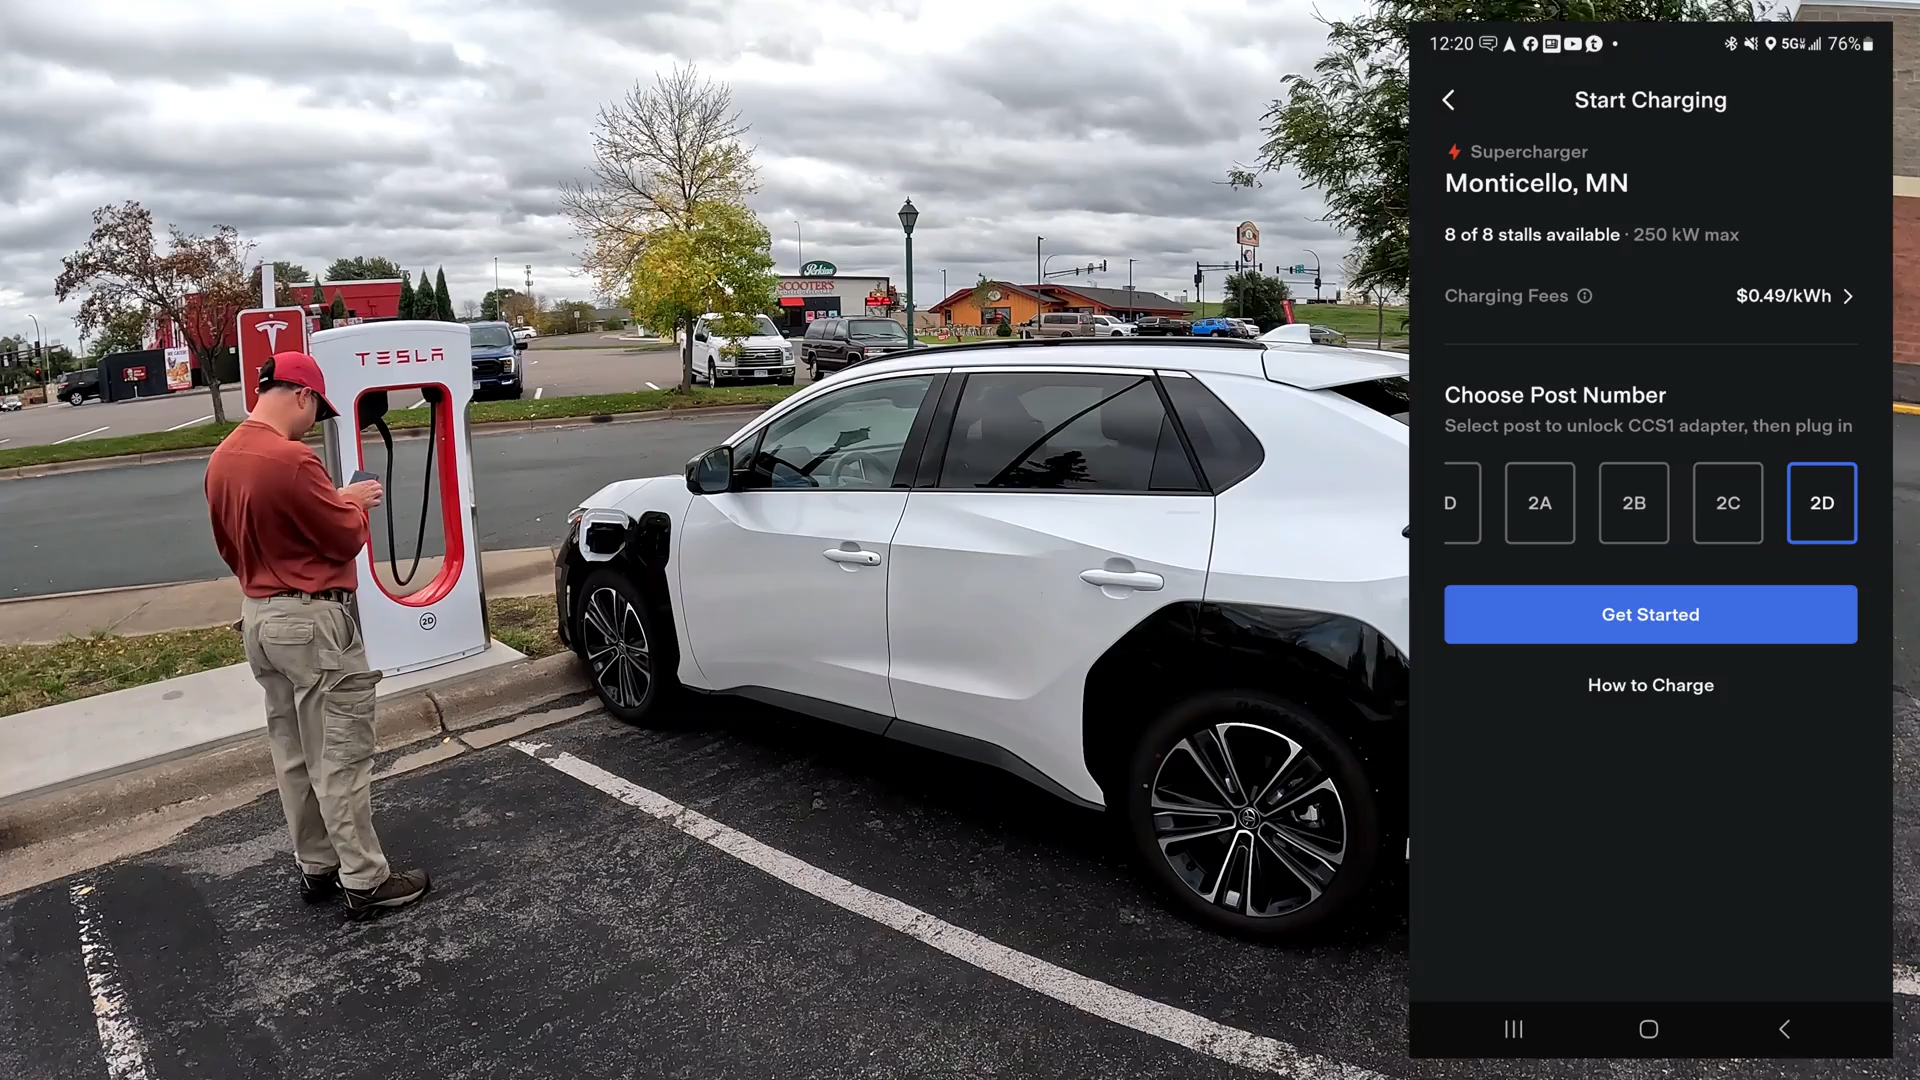 TESLA
2D
Perkins
SCOOTER'S
12:20
5G
76%
Start Charging
Supercharger
Monticello, MN
8 of 8 stalls available · 250 kW max
Charging Fees
$0.49/kWh
Choose Post Number
Select post to unlock CCS1 adapter, then plug in
D
2A
2B
2C
2D
Get Started
How to Charge